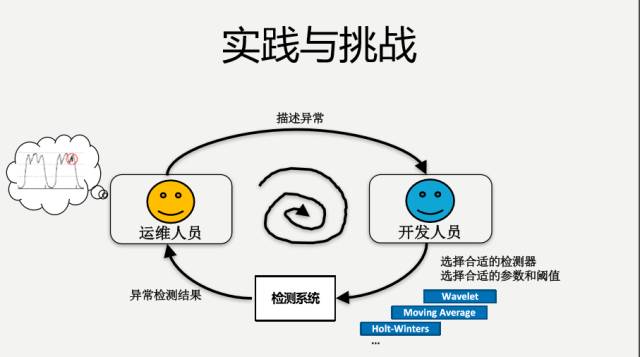 实践与挑战
描述异常
运维人员
开发人员
选择合适的检测器
选择合适的参数和阈值
异常检测结果
检测系统
Wavelet
Moving Average
Holt-Winters
...